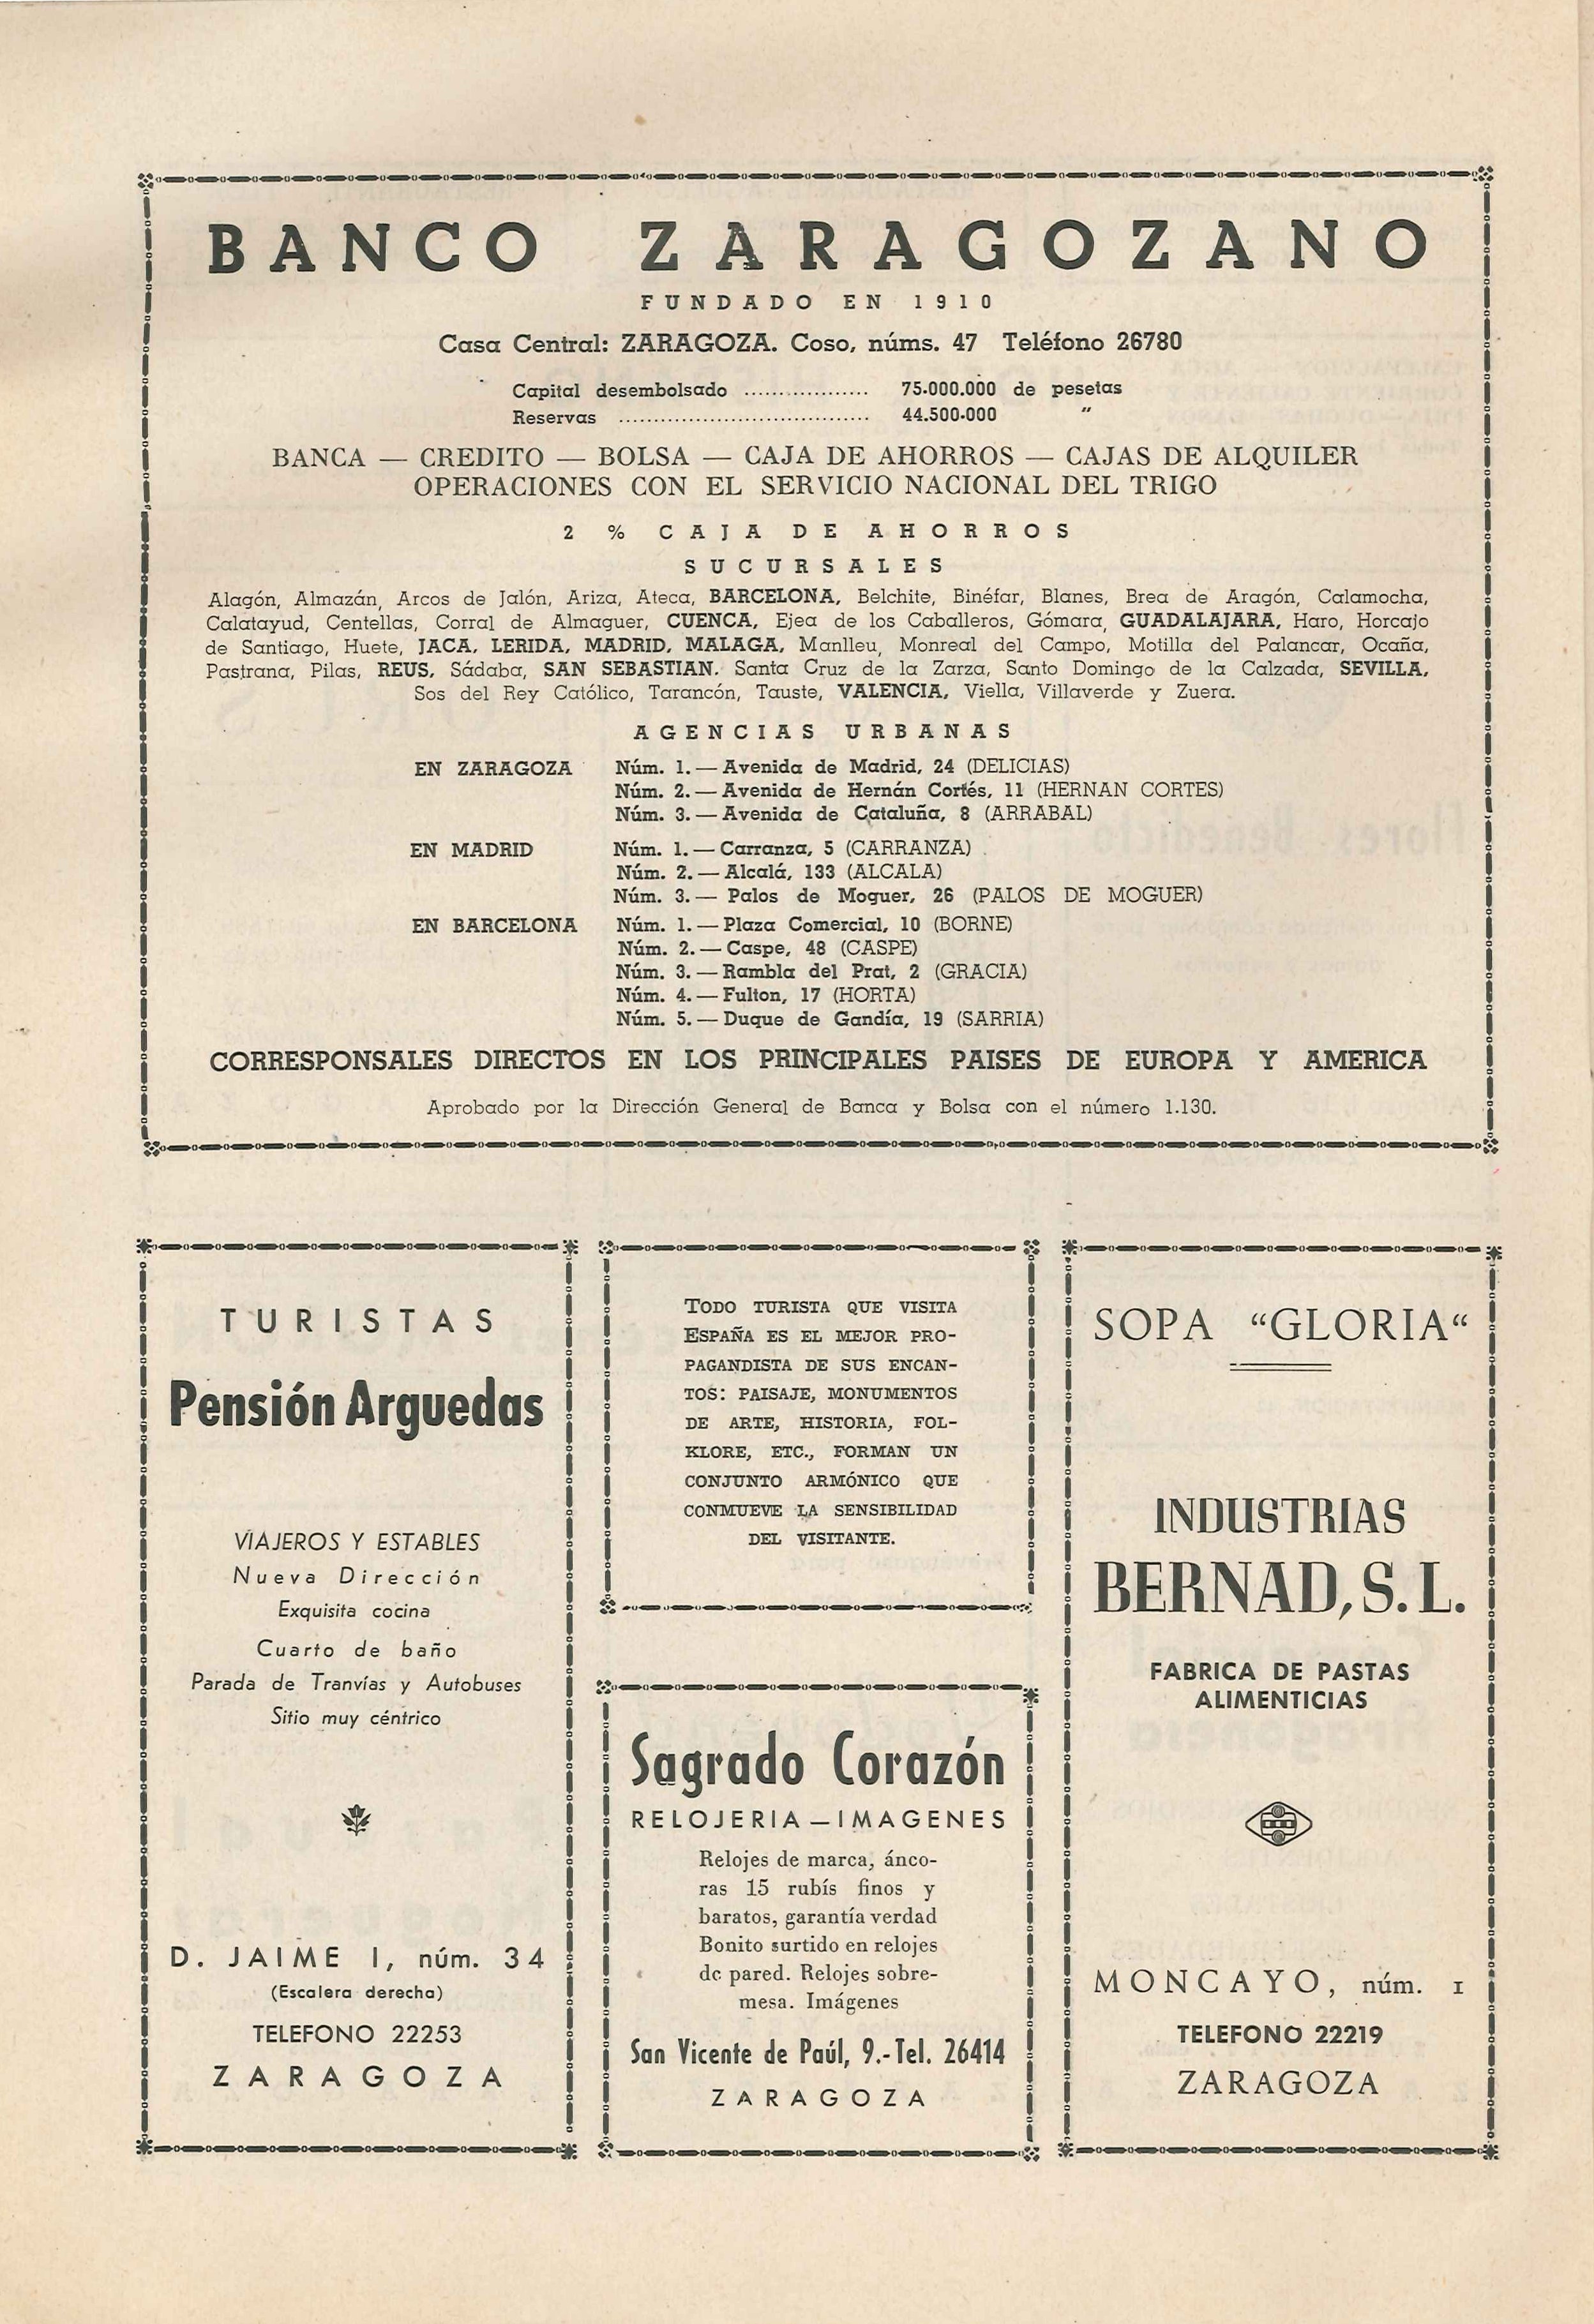 BANCO ZARAGOZANO
FUNDADO EN 1910
Casa Central: ZARAGOZA. Coso, núms. 47 Teléfono 26780
Capital desembolsado .................. 75.000.000 de pesetas
Reservas .................................... 44.500.000 "
BANCA — CREDITO — BOLSA — CAJA DE AHORROS — CAJAS DE ALQUILER
OPERACIONES CON EL SERVICIO NACIONAL DEL TRIGO
2 % CAJA DE AHORROS
SUCURSALES
Alagón, Almazán, Arcos de Jalón, Ariza, Ateca, BARCELONA, Belchite, Binéfar, Blanes, Brea de Aragón, Calamocha,
Calatayud, Centellas, Corral de Almaguer, CUENCA, Ejea de los Caballeros, Gómara, GUADALAJARA, Haro, Horcajo
de Santiago, Huete, JACA, LERIDA, MADRID, MALAGA, Manlleu, Monreal del Campo, Motilla del Palancar, Ocaña,
Pastrana, Pilas, REUS, Sádaba, SAN SEBASTIAN. Santa Cruz de la Zarza, Santo Domingo de la Calzada, SEVILLA,
Sos del Rey Católico, Tarancón, Tauste, VALENCIA, Viella, Villaverde y Zuera.
AGENCIAS URBANAS
EN ZARAGOZA Núm. 1.— Avenida de Madrid, 24 (DELICIAS)
Núm. 2.— Avenida de Hernán Cortés, 11 (HERNAN CORTES)
Núm. 3.— Avenida de Cataluña, 8 (ARRABAL)
EN MADRID Núm. 1.— Carranza, 5 (CARRANZA)
Núm. 2.— Alcalá, 133 (ALCALA)
Núm. 3.— Palos de Moguer, 26 (PALOS DE MOGUER)
EN BARCELONA Núm. 1.— Plaza Comercial, 10 (BORNE)
Núm. 2.— Caspe, 48 (CASPE)
Núm. 3.— Rambla del Prat, 2 (GRACIA)
Núm. 4.— Fulton, 17 (HORTA)
Núm. 5.— Duque de Gandía, 19 (SARRIA)
CORRESPONSALES DIRECTOS EN LOS PRINCIPALES PAISES DE EUROPA Y AMERICA
Aprobado por la Dirección General de Banca y Bolsa con el número 1.130.
TURISTAS
Pensión Arguedas
VIAJEROS Y ESTABLES
Nueva Dirección
Exquisita cocina
Cuarto de baño
Parada de Tranvías y Autobuses
Sitio muy céntrico
D. JAIME I, núm. 34
(Escalera derecha)
TELEFONO 22253
ZARAGOZA
TODO TURISTA QUE VISITA
ESPAÑA ES EL MEJOR PRO-
PAGANDISTA DE SUS ENCAN-
TOS: PAISAJE, MONUMENTOS
DE ARTE, HISTORIA, FOL-
KLORE, ETC., FORMAN UN
CONJUNTO ARMÓNICO QUE
CONMUEVE LA SENSIBILIDAD
DEL VISITANTE.
Sagrado Corazón
RELOJERIA — IMAGENES
Relojes de marca, ánco-
ras 15 rubís finos y
baratos, garantía verdad
Bonito surtido en relojes
de pared. Relojes sobre-
mesa. Imágenes
San Vicente de Paúl, 9.- Tel. 26414
ZARAGOZA
SOPA “GLORIA“
INDUSTRIAS
BERNAD, S. L.
FABRICA DE PASTAS
ALIMENTICIAS
MONCAYO, núm. 1
TELEFONO 22219
ZARAGOZA